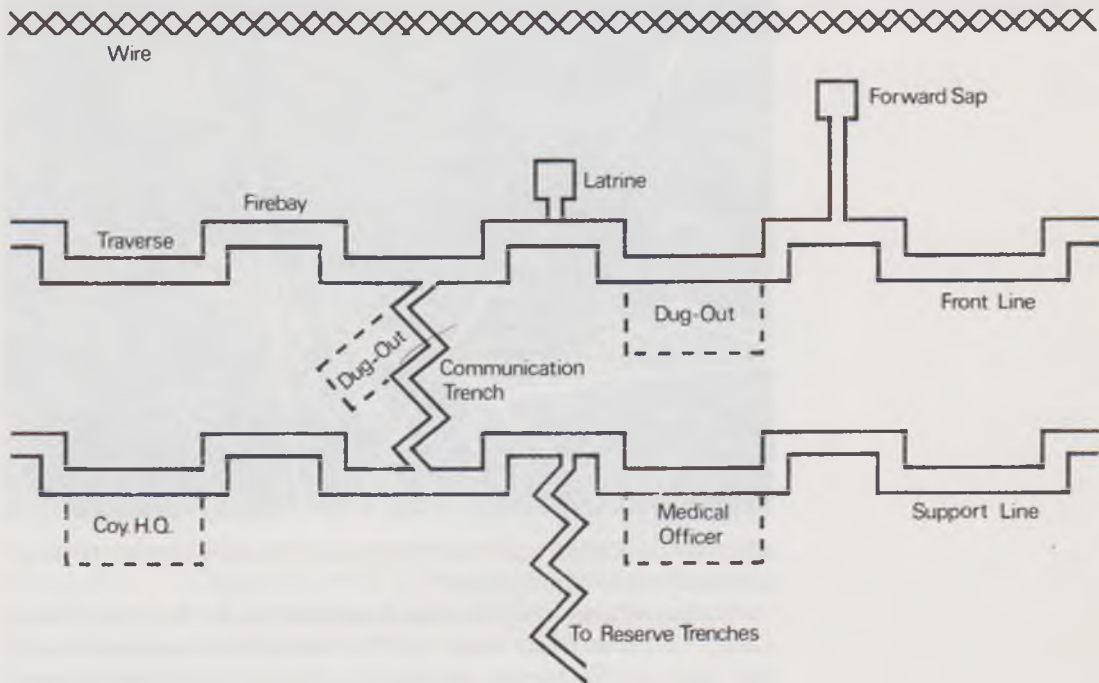 Wire
Forward Sap
Latrine
Firebay
Traverse
Front Line
Dug-Out
Dug-Out
Communication
Trench
Coy. H.Q.
Medical
Officer
Support Line
To Reserve Trenches